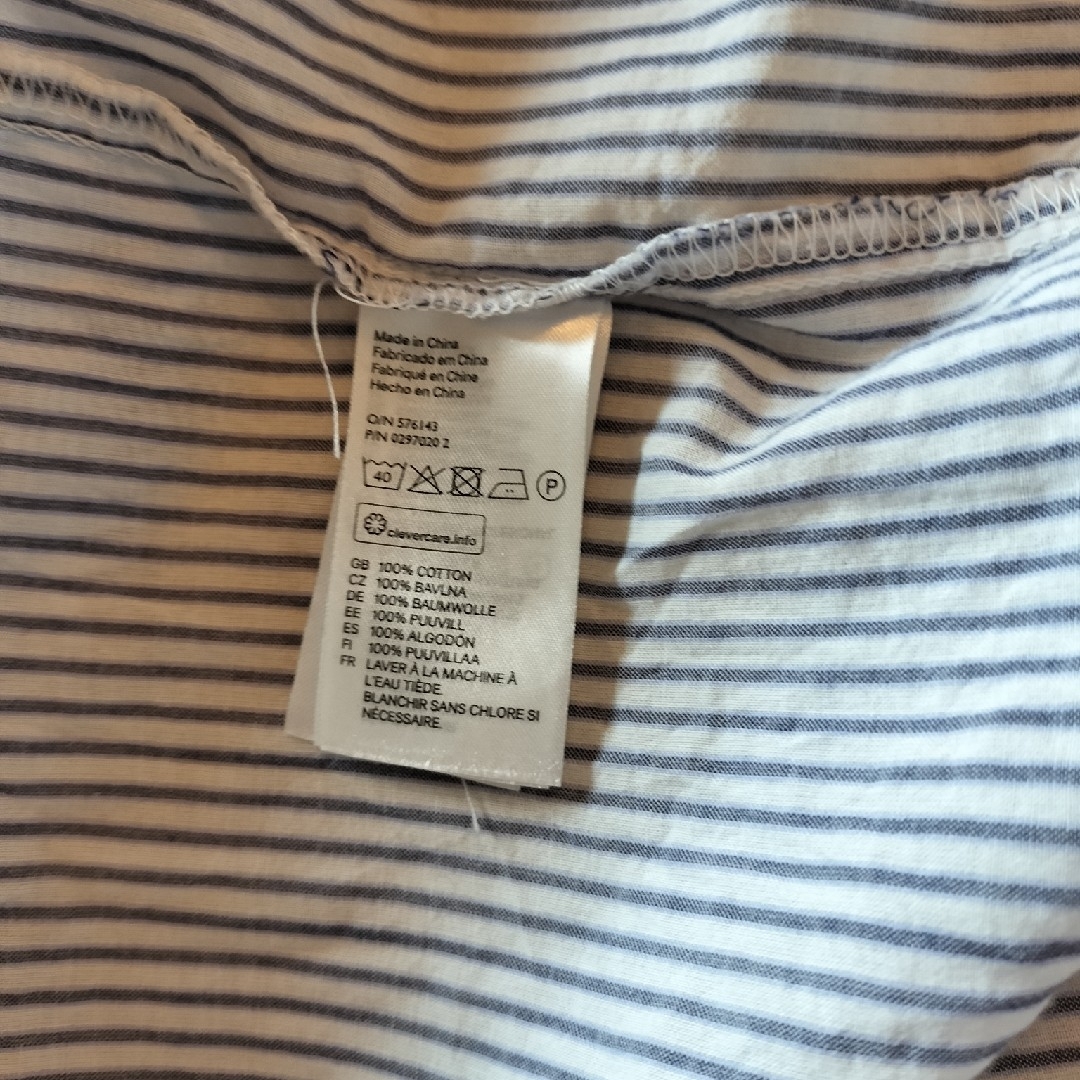 Made in China
Fabricado em China
Fabriqué en Chine
Hecho en China
O/N 576143
P/N 0297020 2
40 P
clevercare.info
GB 100% COTTON
CZ 100% BAVLNA
DE 100% BAUMWOLLE
EE 100% PUUVILL
ES 100% ALGODÓN
FI 100% PUUVILLAA
FR LAVER À LA MACHINE À
L'EAU TIÈDE.
BLANCHIR SANS CHLORE SI
NÉCESSAIRE.